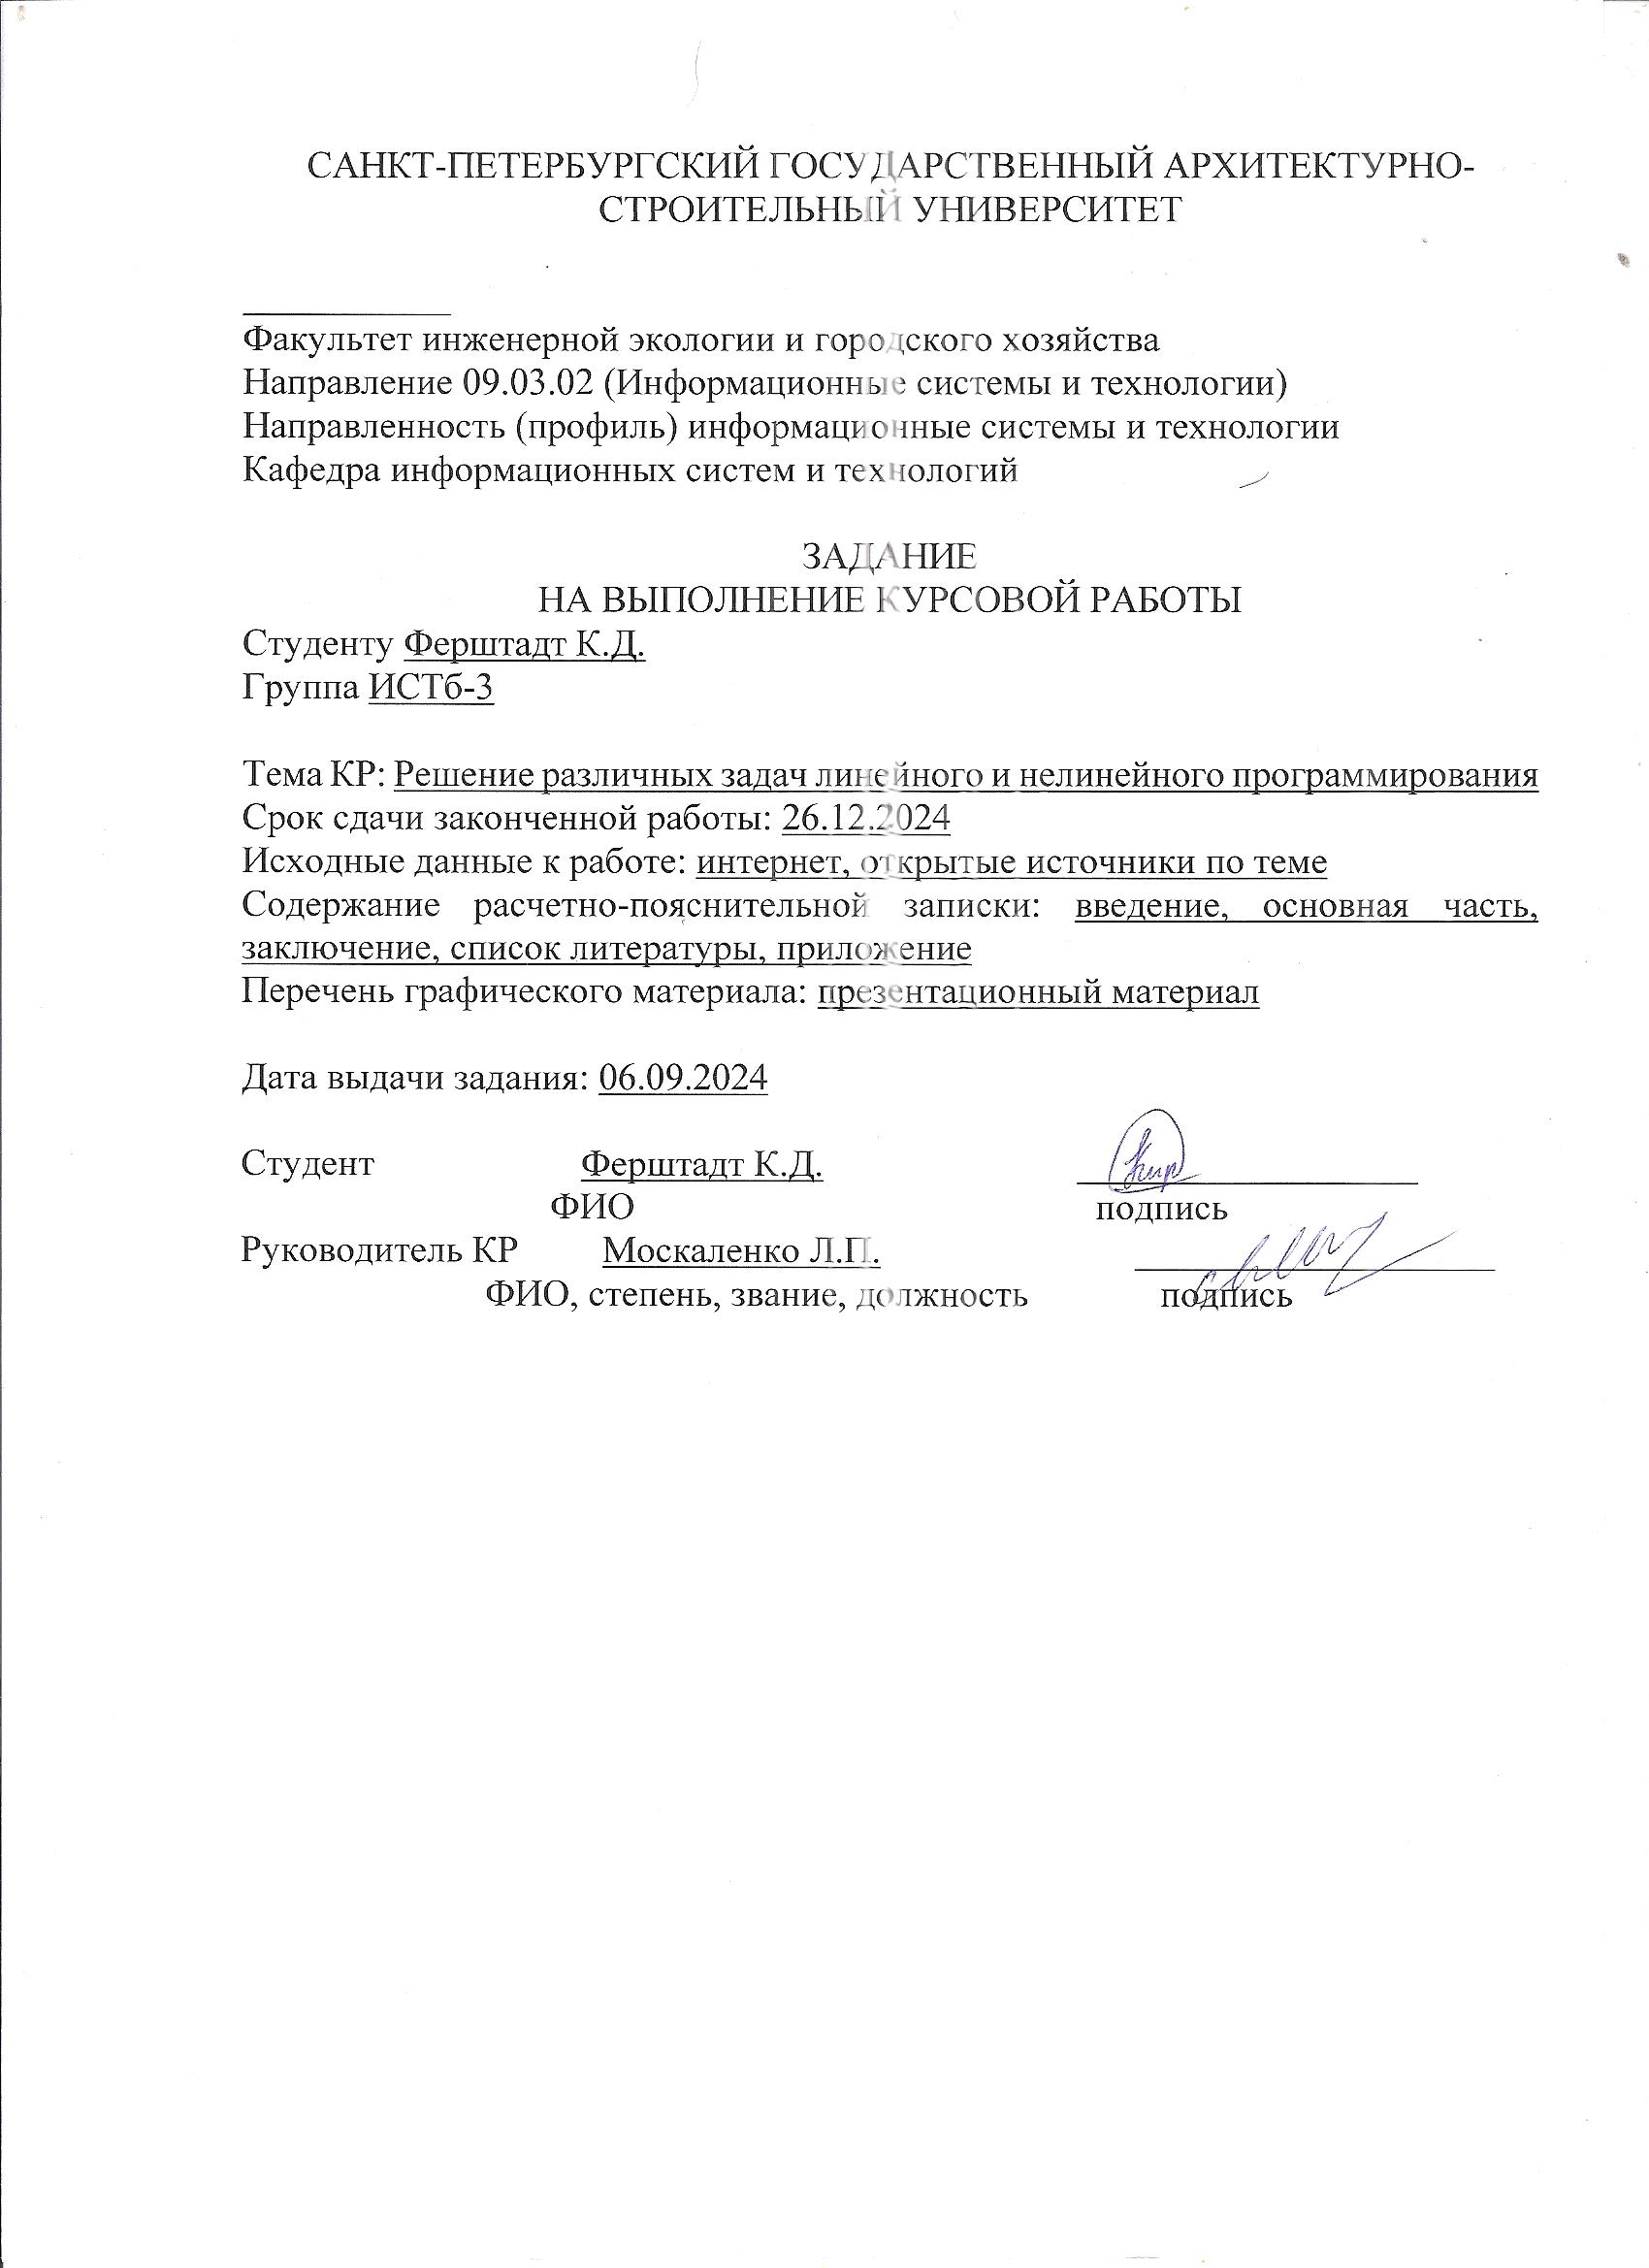 САНКТ-ПЕТЕРБУРГСКИЙ ГОСУДАРСТВЕННЫЙ АРХИТЕКТУРНО-
СТРОИТЕЛЬНЫЙ УНИВЕРСИТЕТ
Факультет инженерной экологии и городского хозяйства
Направление 09.03.02 (Информационные системы и технологии)
Направленность (профиль) информационные системы и технологии
Кафедра информационных систем и технологий
ЗАДАНИЕ
НА ВЫПОЛНЕНИЕ КУРСОВОЙ РАБОТЫ
Студенту Ферштадт К.Д.
Группа ИСТб-3
Тема КР: Решение различных задач линейного и нелинейного программирования
Срок сдачи законченной работы: 26.12.2024
Исходные данные к работе: интернет, открытые источники по теме
Содержание расчетно-пояснительной записки: введение, основная часть,
заключение, список литературы, приложение
Перечень графического материала: презентационный материал
Дата выдачи задания: 06.09.2024
Студент Ферштадт К.Д.
ФИО подпись
Руководитель КР Москаленко Л.П.
ФИО, степень, звание, должность подпись